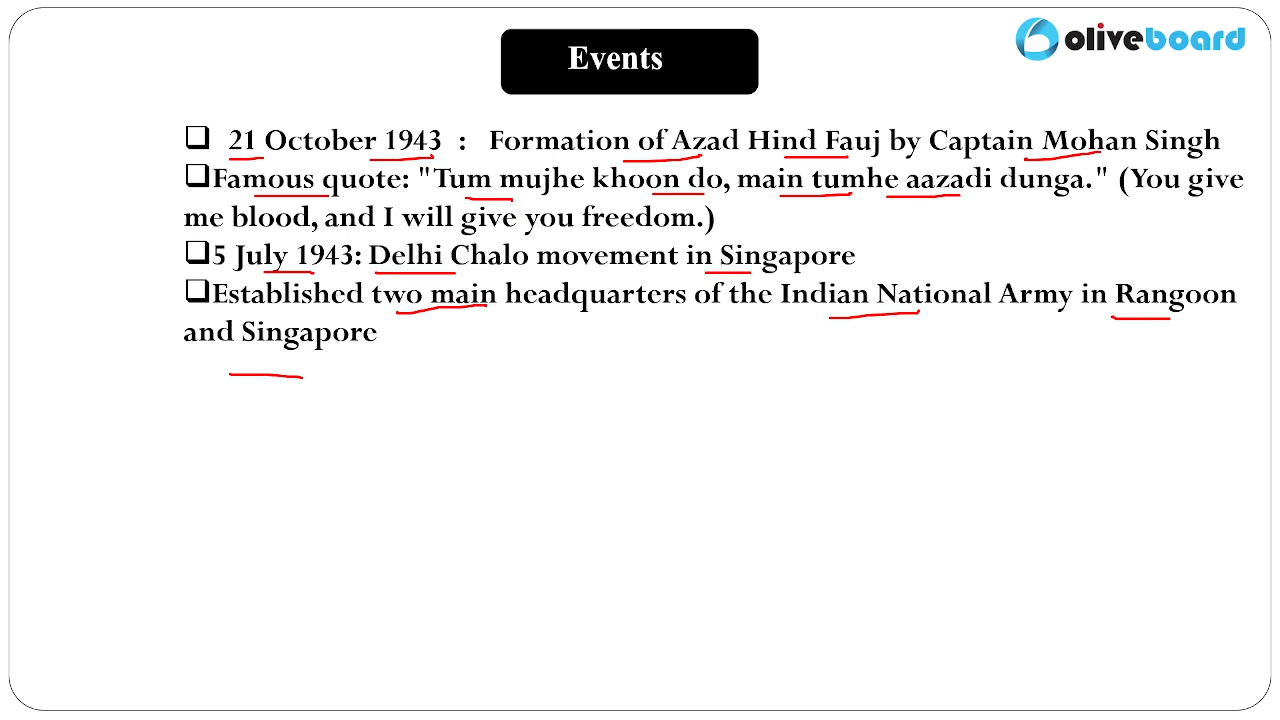 oliveboard
Events
21 October 1943 : Formation of Azad Hind Fauj by Captain Mohan Singh
Famous quote: "Tum mujhe khoon do, main tumhe aazadi dunga." (You give
me blood, and I will give you freedom.)
5 July 1943: Delhi Chalo movement in Singapore
Established two main headquarters of the Indian National Army in Rangoon
and Singapore